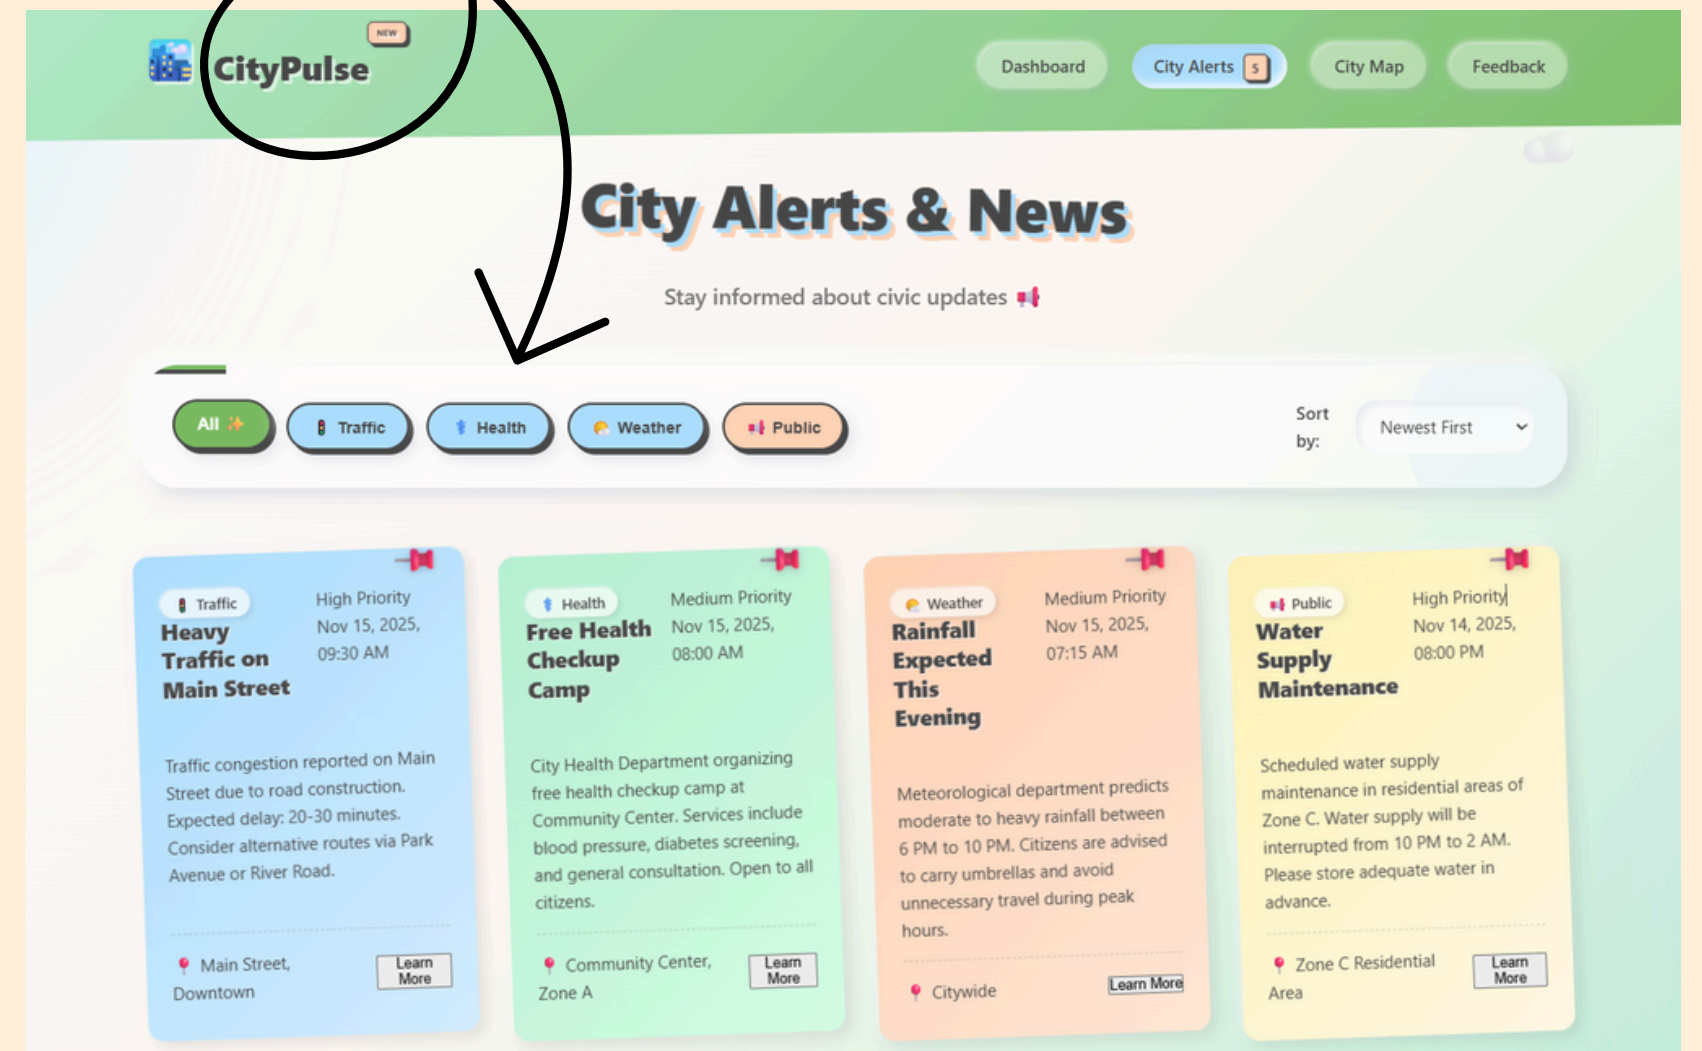 NEW
CityPulse
Dashboard
City Alerts 5
City Map
Feedback
City Alerts & News
Stay informed about civic updates
All
Traffic
Health
Weather
Public
Sort
by:
Newest First
Traffic
High Priority
Nov 15, 2025,
09:30 AM
Heavy
Traffic on
Main Street
Traffic congestion reported on Main
Street due to road construction.
Expected delay: 20-30 minutes.
Consider alternative routes via Park
Avenue or River Road.
Main Street,
Downtown
Learn
More
Health
Medium Priority
Nov 15, 2025,
08:00 AM
Free Health
Checkup
Camp
City Health Department organizing
free health checkup camp at
Community Center. Services include
blood pressure, diabetes screening,
and general consultation. Open to all
citizens.
Community Center,
Zone A
Learn
More
Weather
Medium Priority
Nov 15, 2025,
07:15 AM
Rainfall
Expected
This
Evening
Meteorological department predicts
moderate to heavy rainfall between
6 PM to 10 PM. Citizens are advised
to carry umbrellas and avoid
unnecessary travel during peak
hours.
Citywide
Learn More
Public
High Priority
Nov 14, 2025,
08:00 PM
Water
Supply
Maintenance
Scheduled water supply
maintenance in residential areas of
Zone C. Water supply will be
interrupted from 10 PM to 2 AM.
Please store adequate water in
advance.
Zone C Residential
Area
Learn
More